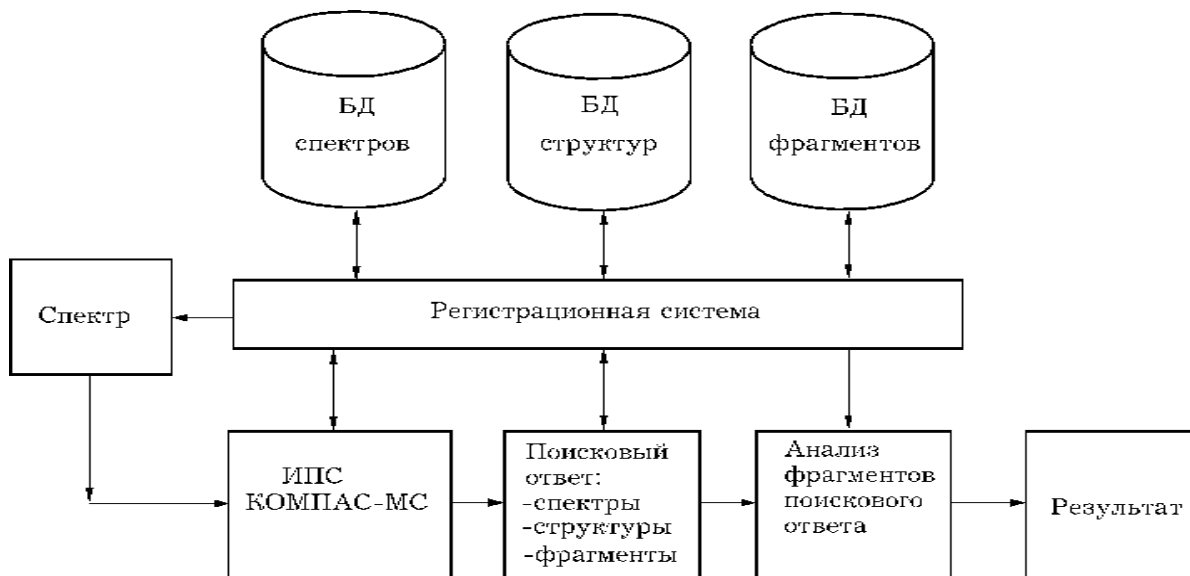 БД
спектров
БД
структур
БД
фрагментов
Спектр
Регистрационная система
ИПС
КОМПАС-МС
Поисковый
ответ:
-спектры
-структуры
-фрагменты
Анализ
фрагментов
поискового
ответа
Результат